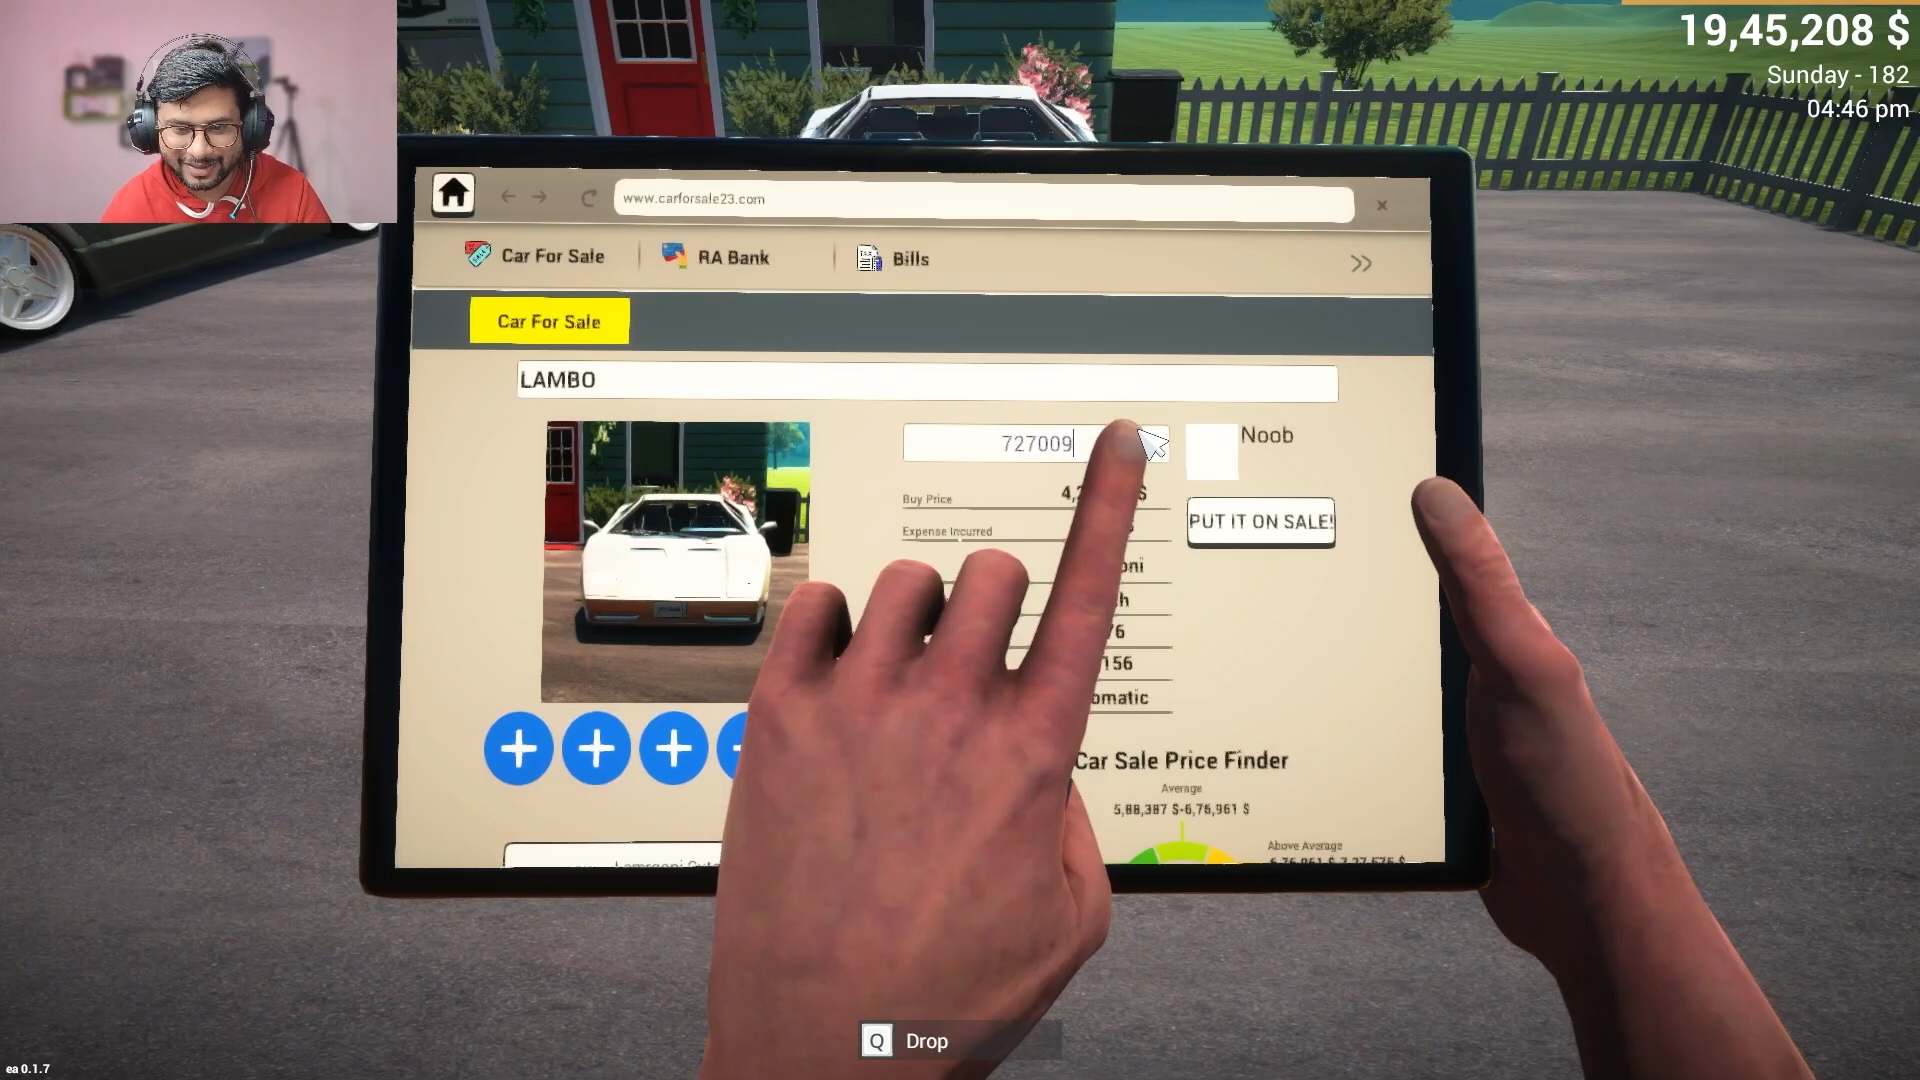 19,45,208 $
Sunday - 182
04:46 pm
www.carforsale23.com
Car For Sale
RA Bank
Bills
Car For Sale
LAMBO
727009
Noob
Buy Price
Expense Incurred
PUT IT ON SALE!
Car Sale Price Finder
Average
5,88,387 $-6,76,961 $
Above Average
Q Drop
ea 0.1.7